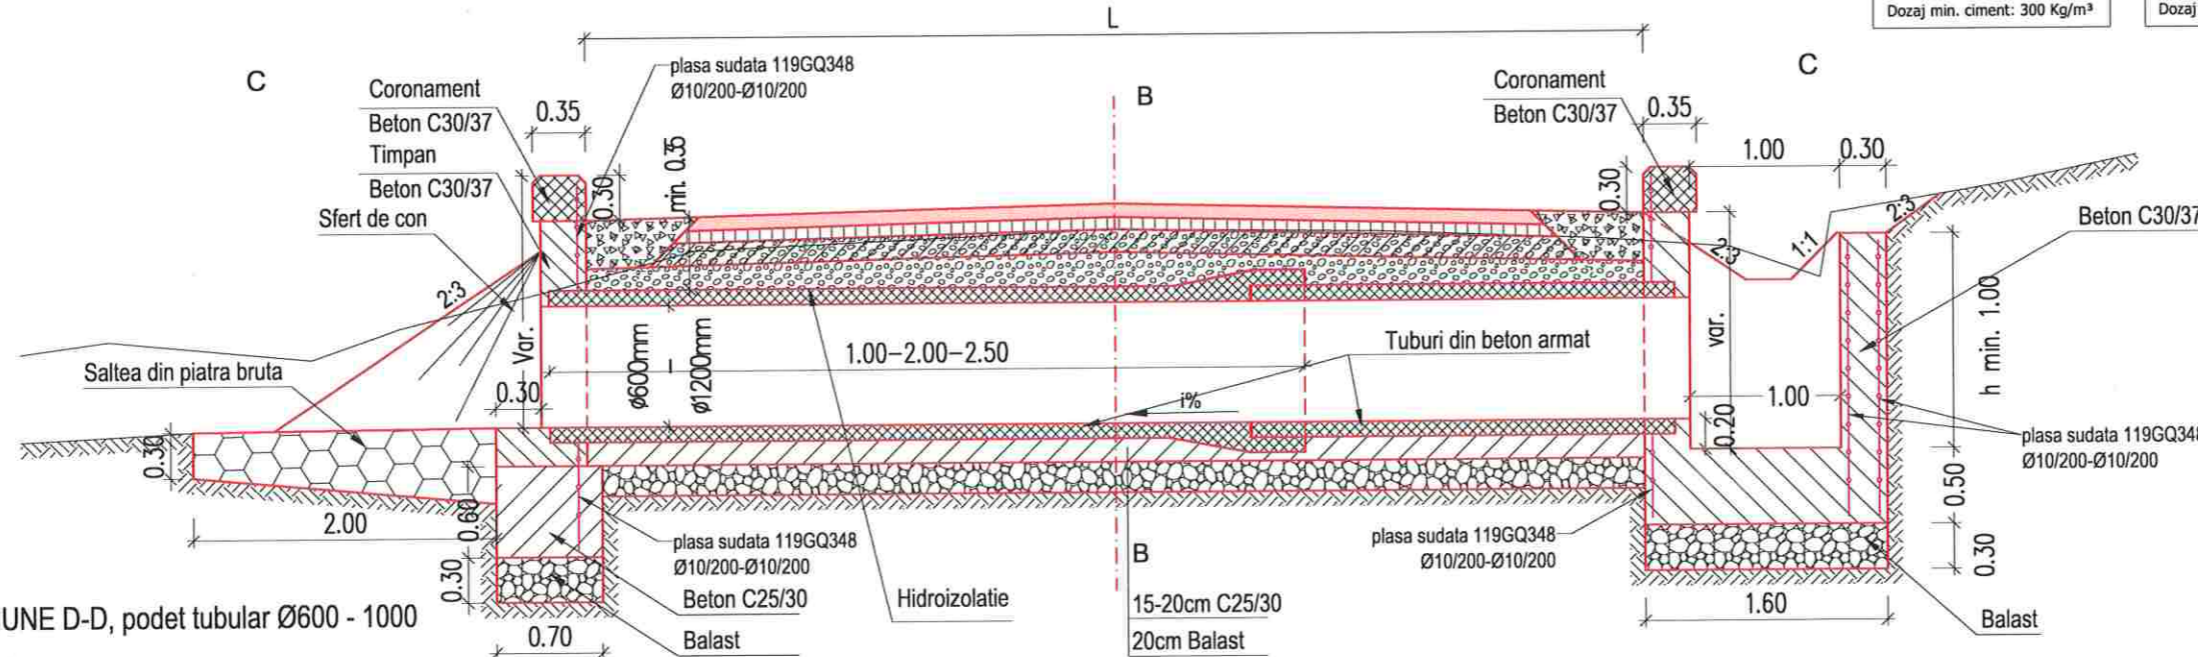 Dozaj min. ciment: 300 Kg/m³
Dozaj
L
C
plasa sudata 119GQ348
Ø10/200-Ø10/200
B
Coronament
Beton C30/37
0.35
C
Coronament
Beton C30/37
0.35
1.00
0.30
Timpan
Beton C30/37
Sfert de con
0.30
min. 0.35
0.30
2:3
Beton C30/37
2:3
1:1
2:3
Var.
ø600mm
–
ø1200mm
1.00-2.00-2.50
Tuburi din beton armat
var.
h min. 1.00
Saltea din piatra bruta
0.30
i%
1.00
0.20
0.30
plasa sudata 119GQ348
Ø10/200-Ø10/200
2.00
0.60
0.50
plasa sudata 119GQ348
Ø10/200-Ø10/200
plasa sudata 119GQ348
Ø10/200-Ø10/200
B
0.30
0.30
Beton C25/30
Hidroizolatie
15-20cm C25/30
1.60
Balast
UNE D-D, podet tubular Ø600 - 1000
0.70
Balast
20cm Balast